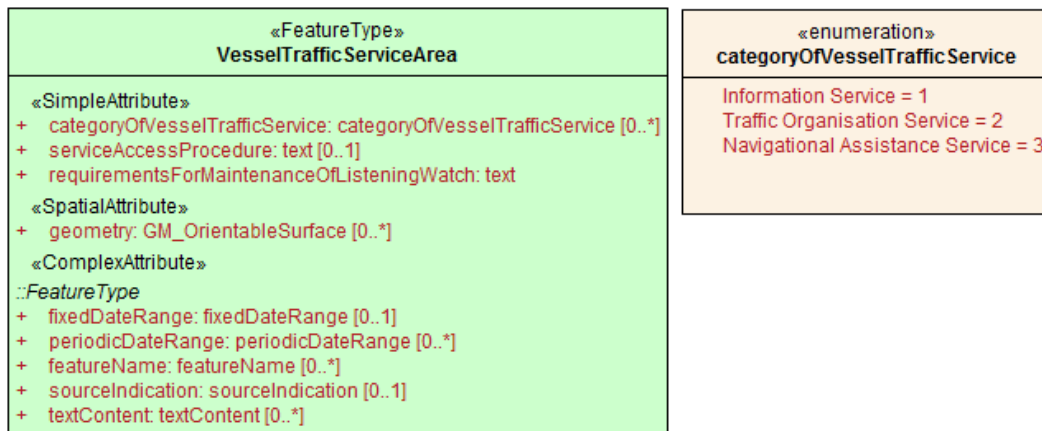 «FeatureType»
VesselTrafficServiceArea
«SimpleAttribute»
+ categoryOfVesselTrafficService: categoryOfVesselTrafficService [0..*]
+ serviceAccessProcedure: text [0..1]
+ requirementsForMaintenanceOfListeningWatch: text
«SpatialAttribute»
+ geometry: GM_OrientableSurface [0..*]
«ComplexAttribute»
::FeatureType
+ fixedDateRange: fixedDateRange [0..1]
+ periodicDateRange: periodicDateRange [0..*]
+ featureName: featureName [0..*]
+ sourceIndication: sourceIndication [0..1]
+ textContent: textContent [0..*]
«enumeration»
categoryOfVesselTrafficService
Information Service = 1
Traffic Organisation Service = 2
Navigational Assistance Service = 3